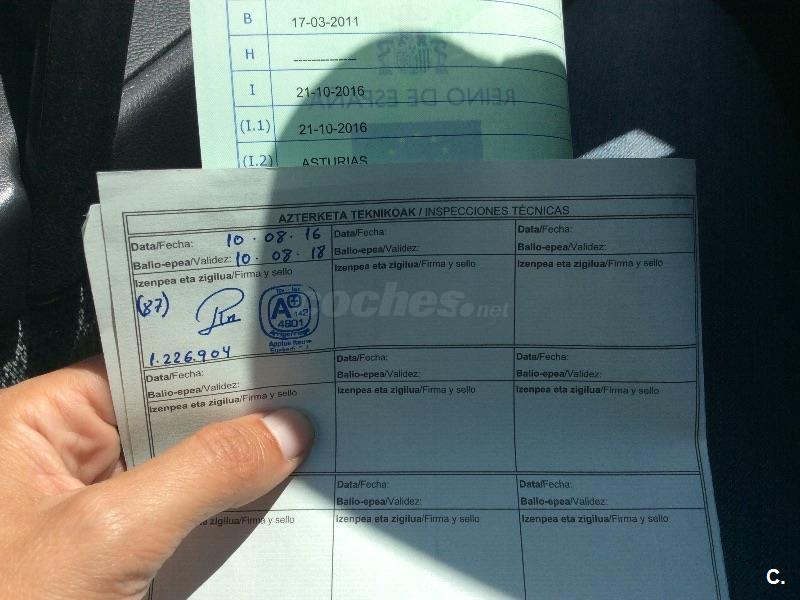 B 17-03-2011
H --------------
I 21-10-2016
REINO DE ESPAÑA
(I.1) 21-10-2016
(I.2) ASTURIAS
AZTERKETA TEKNIKOAK / INSPECCIONES TÉCNICAS
Data/Fecha: 10·08·16
Balio-epea/Validez: 10·08·18
Izenpea eta zigilua/Firma y sello
(87)
A+
142
4801
Applus
1.226.904
Data/Fecha:
Balio-epea/Validez:
Izenpea eta zigilua/Firma y sello
Data/Fecha:
Balio-epea/Validez:
Izenpea eta zigilua/Firma y sello
coches.net
Data/Fecha:
Balio-epea/Validez:
Izenpea eta zigilua/Firma y sello
Data/Fecha:
Balio-epea/Validez:
Izenpea eta zigilua/Firma y sello
Data/Fecha:
Balio-epea/Validez:
Izenpea eta zigilua/Firma y sello
zigilua/Firma y sello
Data/Fecha:
Balio-epea/Validez:
Izenpea eta zigilua/Firma y sello
Data/Fecha:
Balio-epea/Validez:
Izenpea eta zigilua/Firma y sello
C.